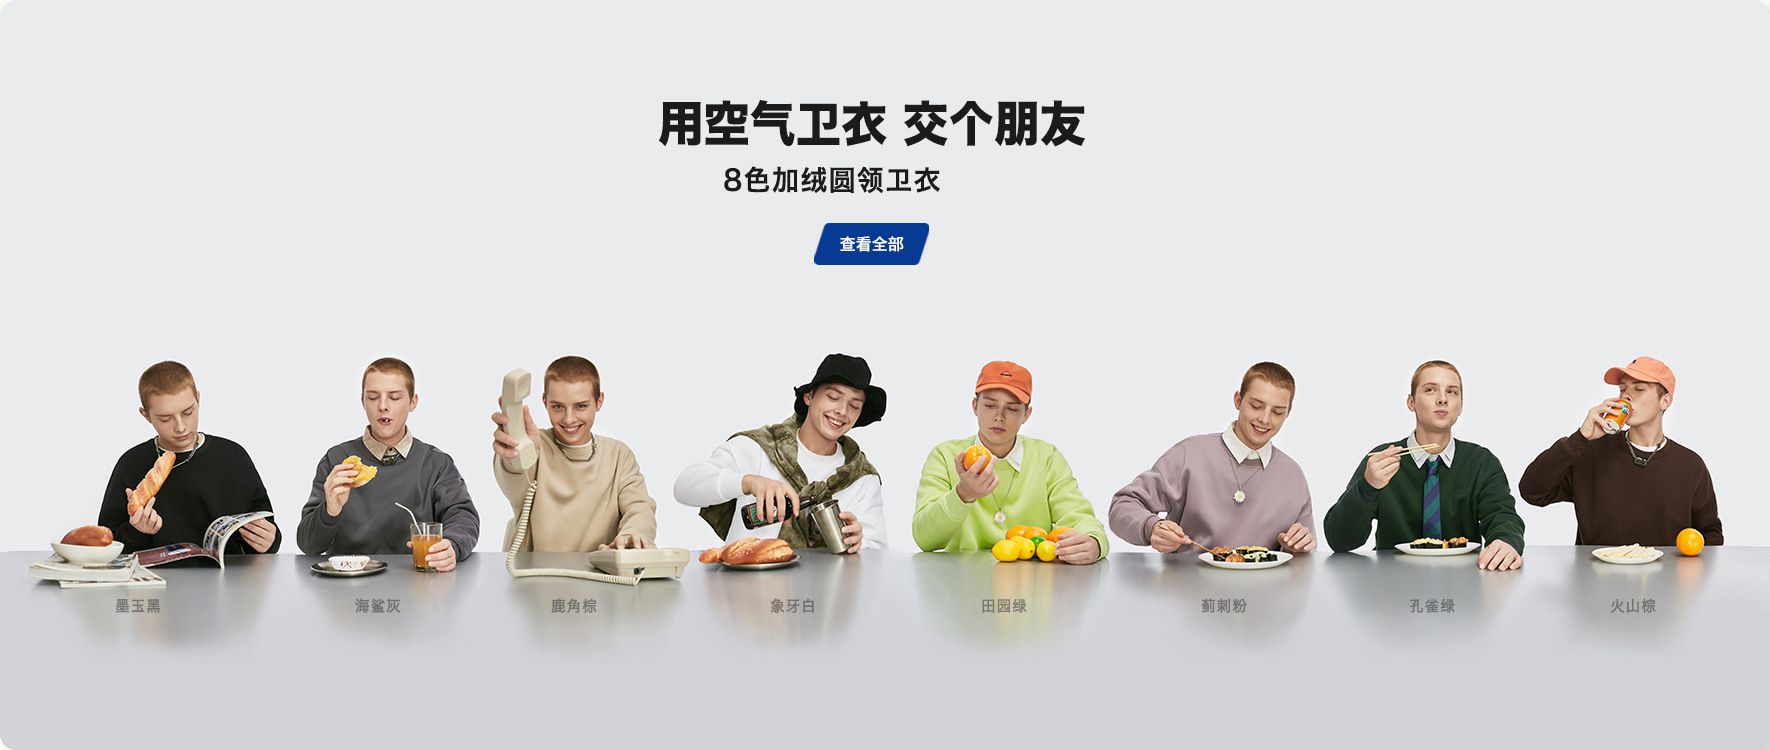 用空气卫衣 交个朋友
8色加绒圆领卫衣
查看全部
墨玉黑
海鲨灰
鹿角棕
象牙白
田园绿
蓟刺粉
孔雀绿
火山棕